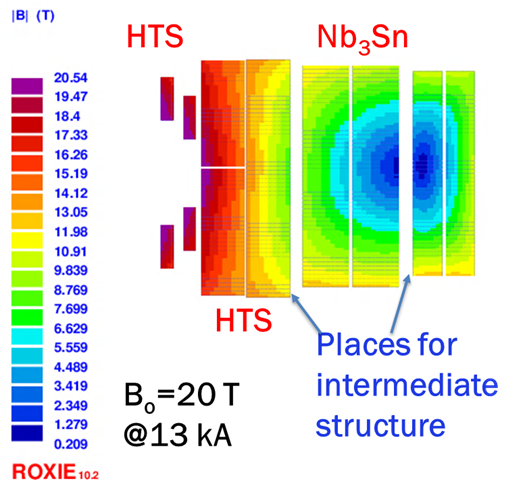 |B| (T)
HTS
Nb₃Sn
20.54
19.47
18.4
17.33
16.26
15.19
14.12
13.05
11.98
10.91
9.839
8.769
7.699
6.629
5.559
4.489
3.419
2.349
1.279
0.209
HTS
Places for
intermediate
structure
Bₒ=20 T
@13 kA
ROXIE 10.2